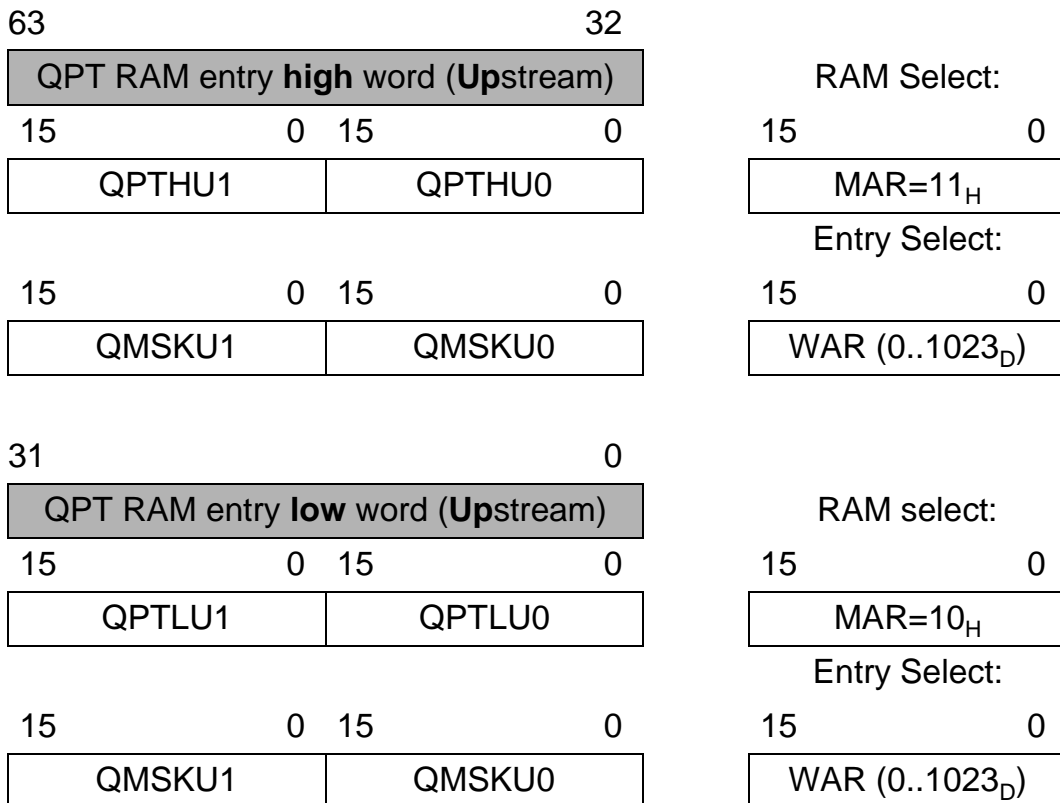 63 32
QPT RAM entry high word (Upstream) RAM Select:
15 0 15 0 15 0
QPTHU1 QPTHU0 MAR=11H
Entry Select:
15 0 15 0 15 0
QMSKU1 QMSKU0 WAR (0..1023D)
31 0
QPT RAM entry low word (Upstream) RAM select:
15 0 15 0 15 0
QPTLU1 QPTLU0 MAR=10H
Entry Select:
15 0 15 0 15 0
QMSKU1 QMSKU0 WAR (0..1023D)